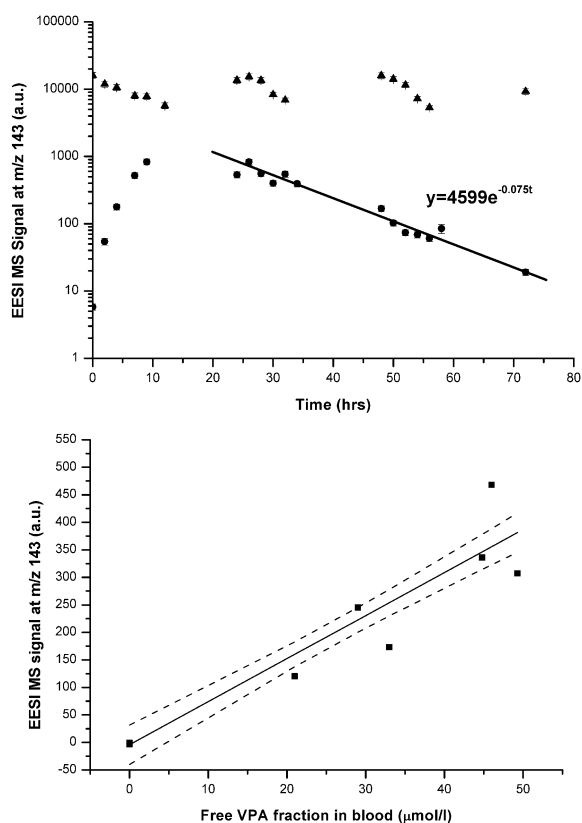 100000
10000
1000
100
10
1
EESI MS Signal at m/z 143 (a.u.)
y=4599e-0.075t
0 10 20 30 40 50 60 70 80
Time (hrs)
550
500
450
400
350
300
250
200
150
100
50
0
-50
EESI MS signal at m/z 143 (a.u.)
0 10 20 30 40 50
Free VPA fraction in blood (μmol/l)